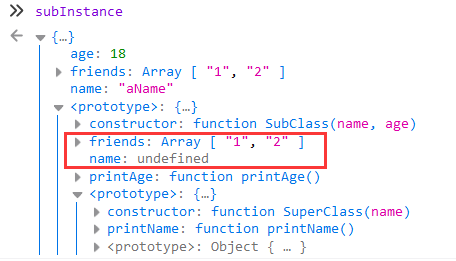 subInstance
{…}
age: 18
friends: Array [ "1", "2" ]
name: "aName"
<prototype>: {…}
constructor: function SubClass(name, age)
friends: Array [ "1", "2" ]
name: undefined
printAge: function printAge()
<prototype>: {…}
constructor: function SuperClass(name)
printName: function printName()
<prototype>: Object { … }